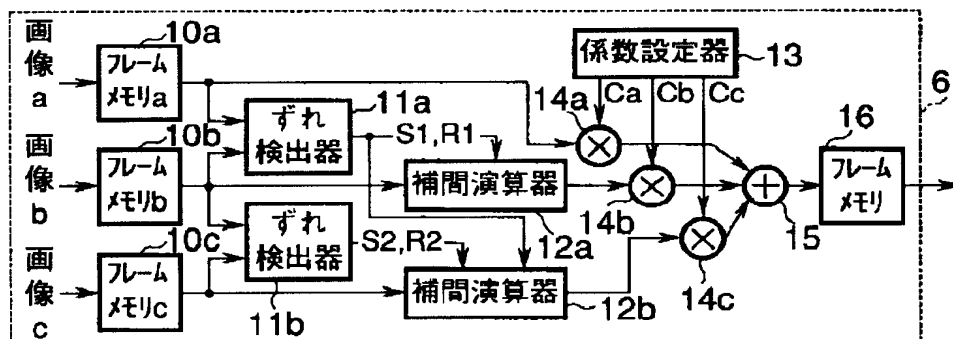 画像a
10a
フレーム
メモリa
ずれ
検出器
11a
S1,R1
係数設定器
13
Ca
Cb
Cc
14a
6
16
画像b
10b
フレーム
メモリb
補間演算器
12a
14b
15
フレーム
メモリ
画像c
10c
フレーム
メモリc
ずれ
検出器
11b
S2,R2
補間演算器
12b
14c